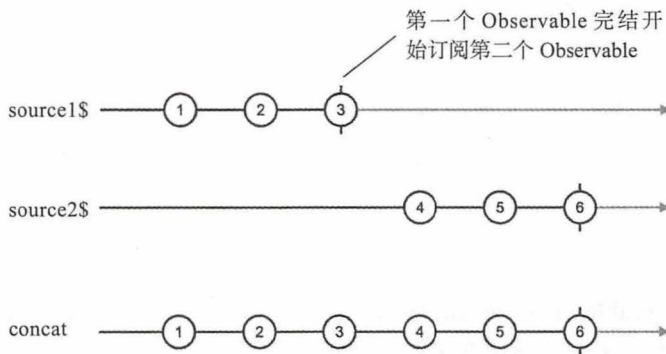 第一个 Observable 完结开
始订阅第二个 Observable
source1$ 1 2 3
source2$ 4 5 6
concat 1 2 3 4 5 6